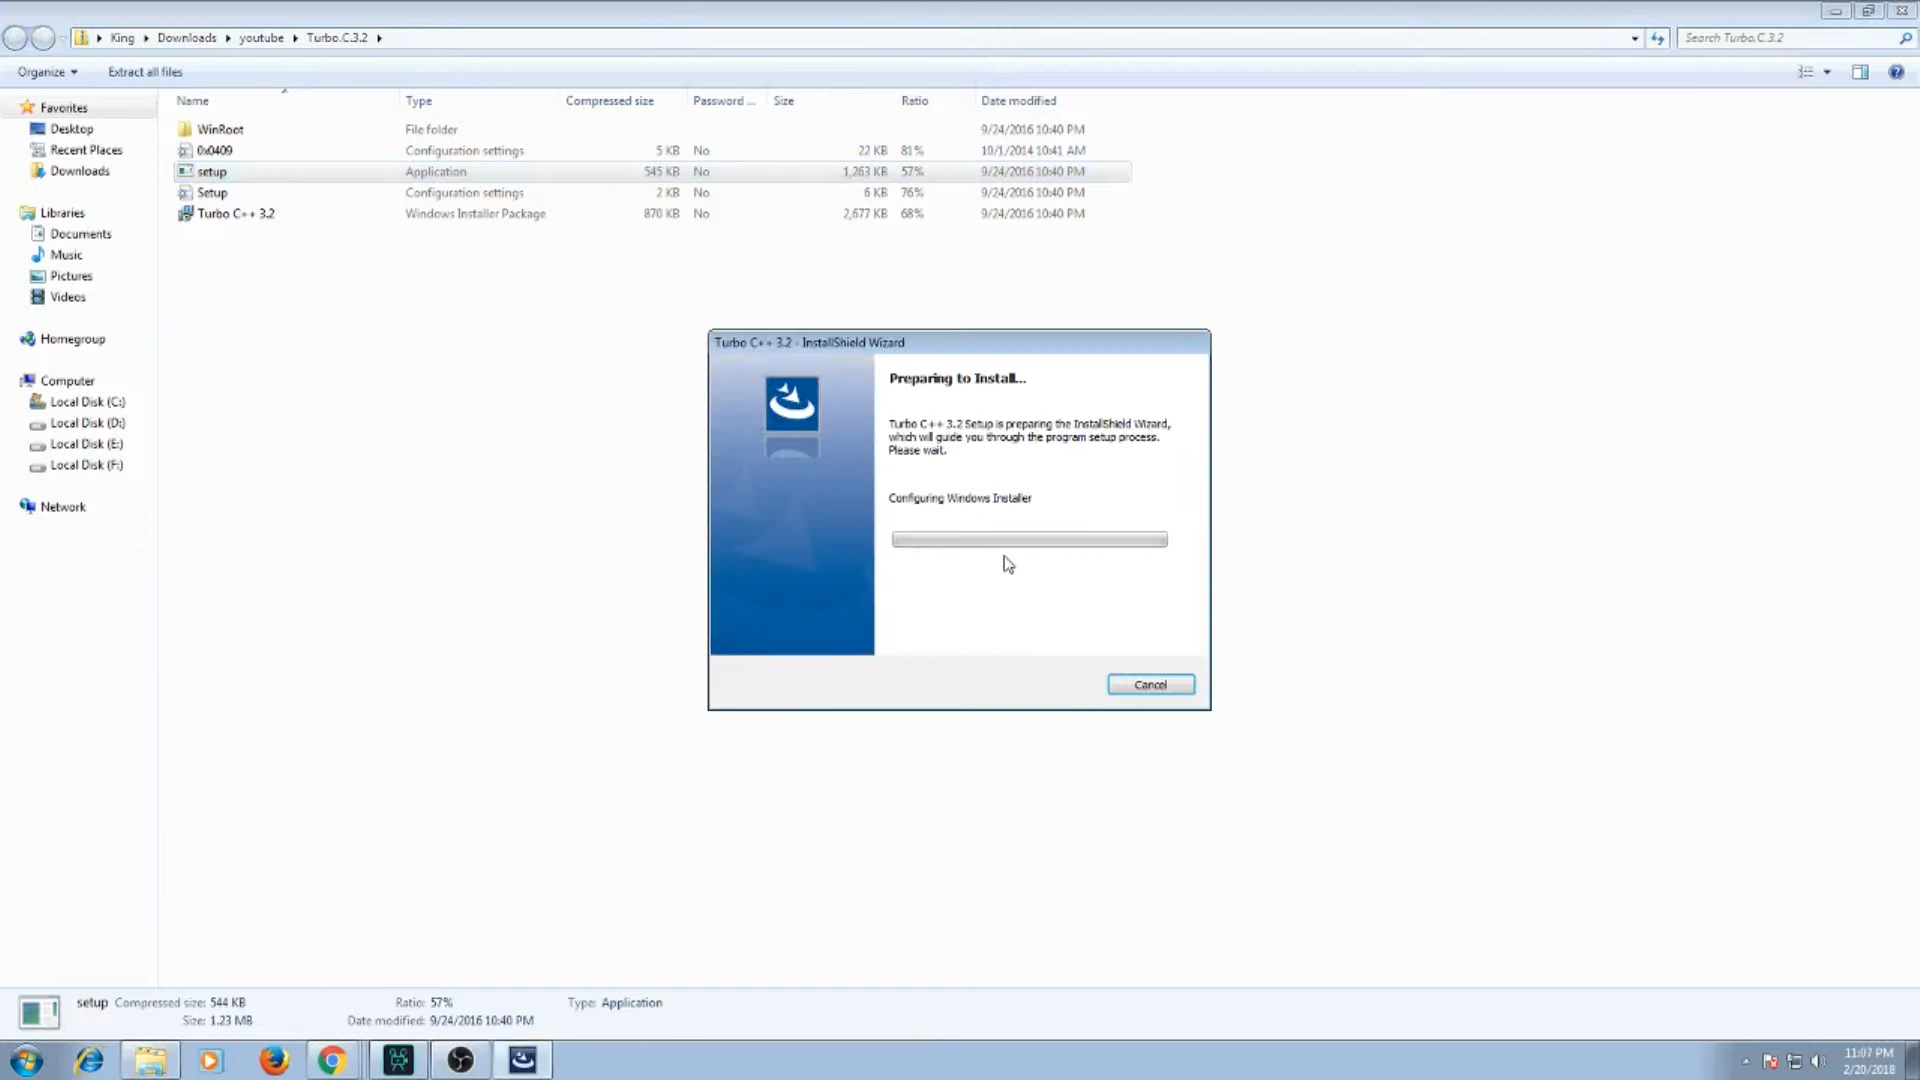 King ▸ Downloads ▸ youtube ▸ Turbo.C.3.2 ▸
Search Turbo.C.3.2
Organize ▾ Extract all files
Name Type Compressed size Password ... Size Ratio Date modified
WinRoot File folder 9/24/2016 10:40 PM
0x0409 Configuration settings 5 KB No 22 KB 81% 10/1/2014 10:41 AM
setup Application 545 KB No 1,263 KB 57% 9/24/2016 10:40 PM
Setup Configuration settings 2 KB No 6 KB 76% 9/24/2016 10:40 PM
Turbo C++ 3.2 Windows Installer Package 870 KB No 2,677 KB 68% 9/24/2016 10:40 PM
Favorites
Desktop
Recent Places
Downloads
Libraries
Documents
Music
Pictures
Videos
Homegroup
Computer
Local Disk (C:)
Local Disk (D:)
Local Disk (E:)
Local Disk (F:)
Network
Turbo C++ 3.2 - InstallShield Wizard
Preparing to Install...
Turbo C++ 3.2 Setup is preparing the InstallShield Wizard,
which will guide you through the program setup process.
Please wait.
Configuring Windows Installer
Cancel
setup Compressed size: 544 KB Ratio: 57% Type: Application
Size: 1.23 MB Date modified: 9/24/2016 10:40 PM
11:07 PM
2/20/2018